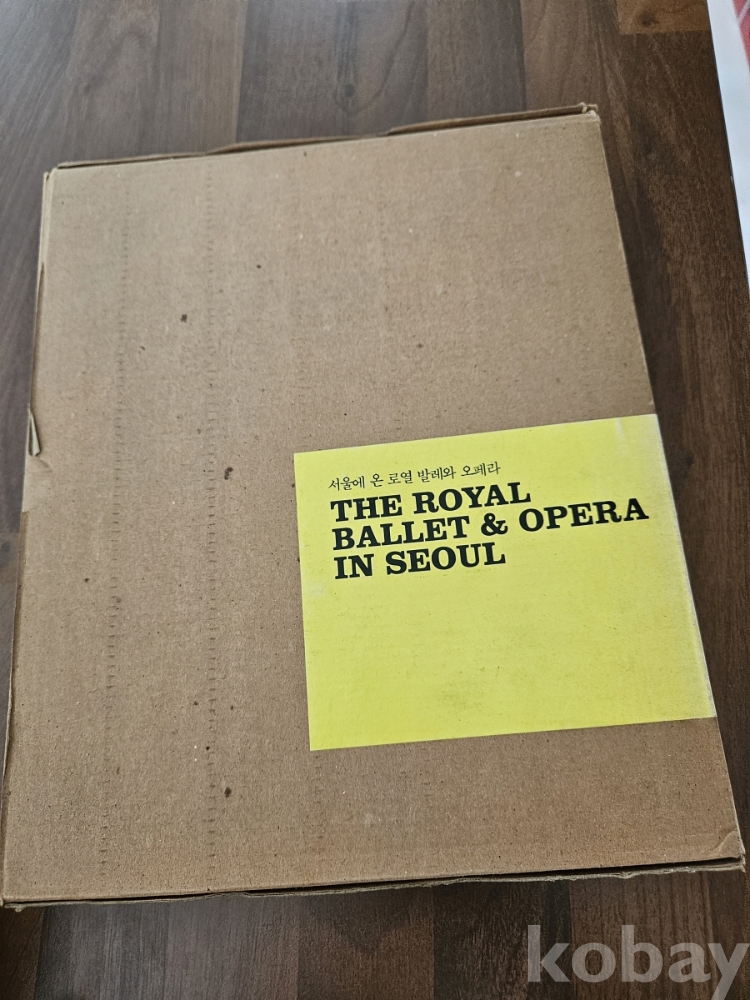 서울에 온 로열 발레와 오페라
THE ROYAL
BALLET & OPERA
IN SEOUL
kobay